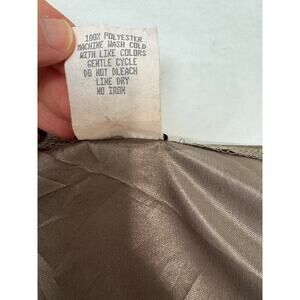 100% POLYESTER
MACHINE WASH COLD
WITH LIKE COLORS
GENTLE CYCLE
DO NOT BLEACH
LINE DRY
NO IRON